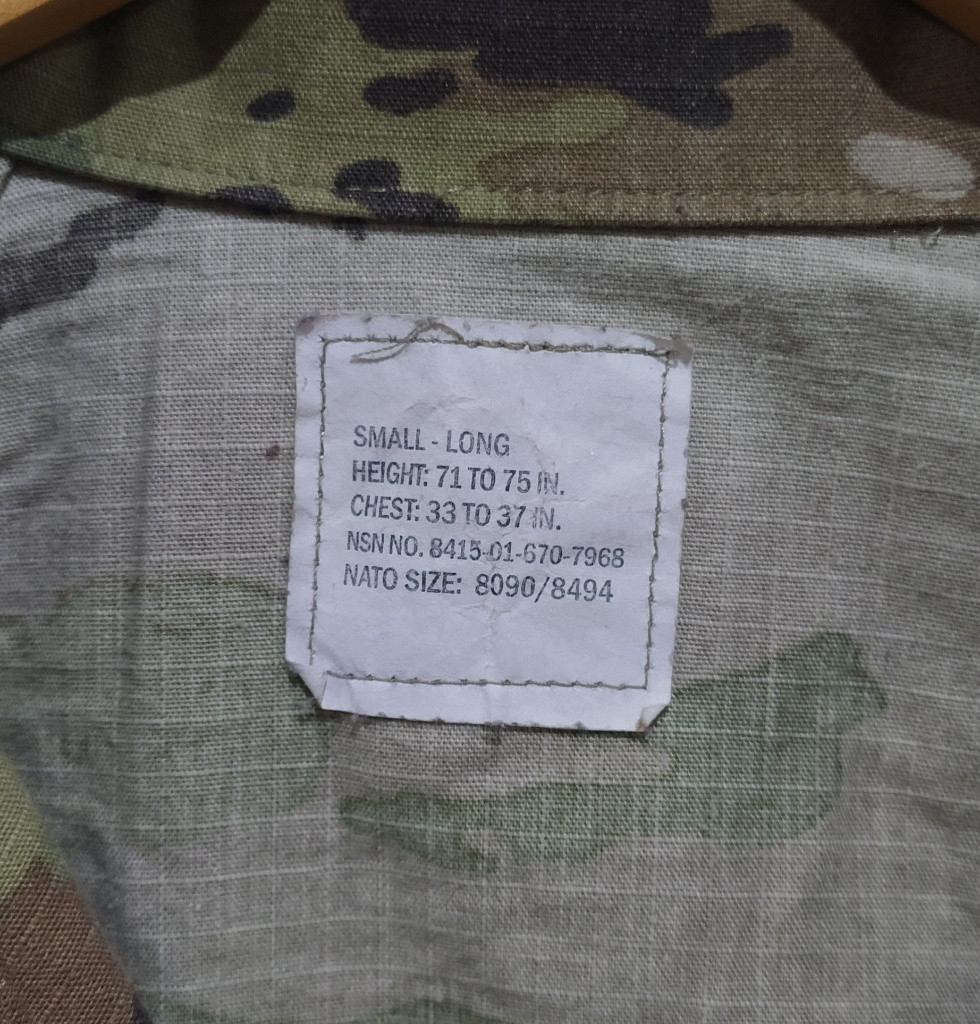 SMALL - LONG
HEIGHT: 71 TO 75 IN.
CHEST: 33 TO 37 IN.
NSN NO. 8415-01-670-7968
NATO SIZE: 8090/8494